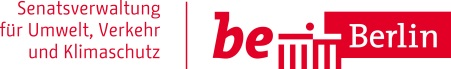 Senatsverwaltung
für Umwelt, Verkehr
und Klimaschutz
be Berlin